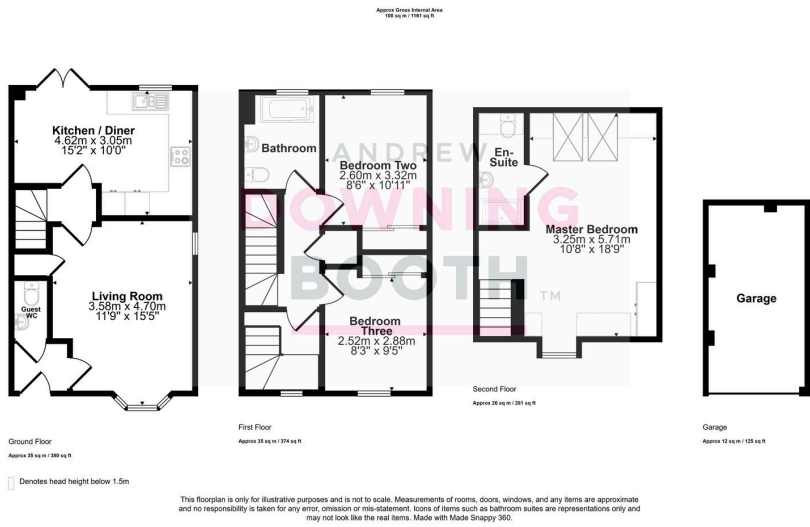 Approx Gross Internal Area
108 sq m / 1161 sq ft
Kitchen / Diner
4.62m x 3.05m
15'2" x 10'0"
Living Room
3.58m x 4.70m
11'9" x 15'5"
Guest
WC
Ground Floor
Approx 35 sq m / 380 sq ft
Denotes head height below 1.5m
Bathroom
Bedroom Two
2.60m x 3.32m
8'6" x 10'11"
Bedroom
Three
2.52m x 2.88m
8'3" x 9'5"
First Floor
Approx 35 sq m / 374 sq ft
ANDREW
DOWNING
BOOTH
TM
En-
Suite
Master Bedroom
3.25m x 5.71m
10'8" x 18'9"
Second Floor
Approx 26 sq m / 281 sq ft
Garage
Garage
Approx 12 sq m / 125 sq ft
This floorplan is only for illustrative purposes and is not to scale. Measurements of rooms, doors, windows, and any items are approximate
and no responsibility is taken for any error, omission or mis-statement. Icons of items such as bathroom suites are representations only and
may not look like the real items. Made with Made Snappy 360.